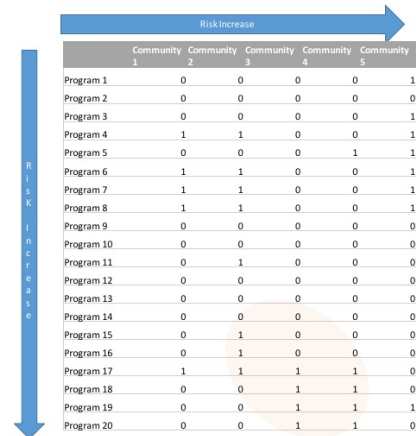 Risk Increase
Community 1 Community 2 Community 3 Community 4 Community 5
Program 1 0 0 0 0 1
Program 2 0 0 0 0 0
Program 3 0 0 0 0 1
Program 4 1 1 0 0 1
Program 5 0 0 0 1 1
Program 6 1 1 0 0 1
Program 7 1 1 0 0 1
Program 8 1 1 0 0 1
Program 9 0 0 0 0 0
Program 10 0 0 0 0 0
Program 11 0 1 0 0 0
Program 12 0 0 0 0 0
Program 13 0 0 0 0 0
Program 14 0 0 0 0 0
Program 15 0 1 0 0 0
Program 16 0 1 0 0 0
Program 17 1 1 1 1 0
Program 18 0 0 1 1 0
Program 19 0 0 1 1 1
Program 20 0 0 1 1 0
RisK Increase